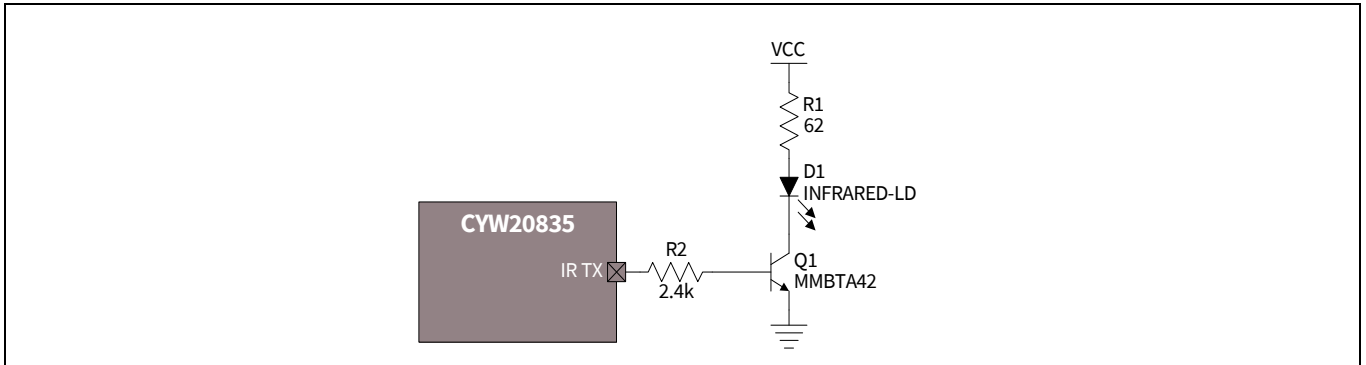 VCC
R1
62
D1
INFRARED-LD
CYW20835
IR TX
R2
2.4k
Q1
MMBTA42